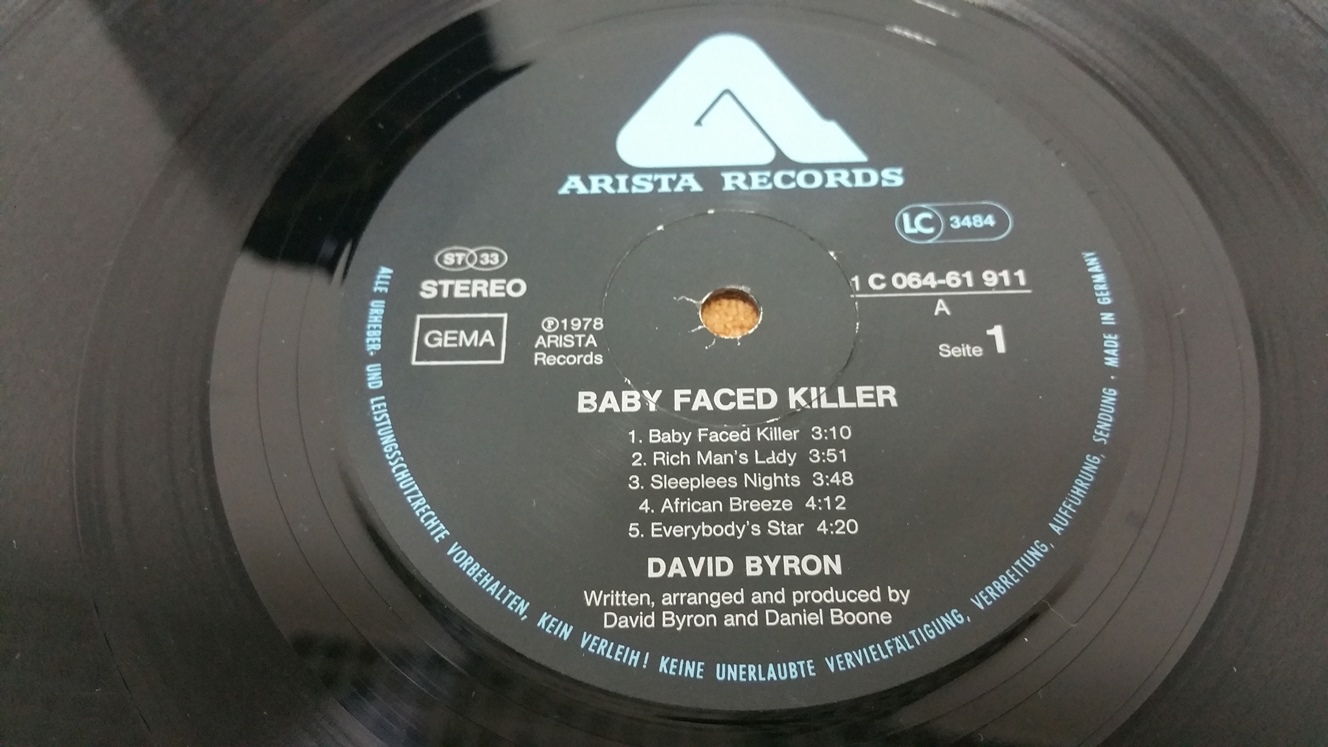 ARISTA RECORDS
LC 3484
ST 33
STEREO
GEMA
℗1978
ARISTA
Records
1 C 064-61 911
A
Seite 1
BABY FACED KILLER
1. Baby Faced Killer 3:10
2. Rich Man's Lady 3:51
3. Sleeplees Nights 3:48
4. African Breeze 4:12
5. Everybody's Star 4:20
DAVID BYRON
Written, arranged and produced by
David Byron and Daniel Boone
ALLE URHEBER- UND LEISTUNGSSCHUTZRECHTE VORBEHALTEN, KEIN VERLEIH! KEINE UNERLAUBTE VERVIELFÄLTIGUNG, VERBREITUNG, AUFFÜHRUNG, SENDUNG · MADE IN GERMANY